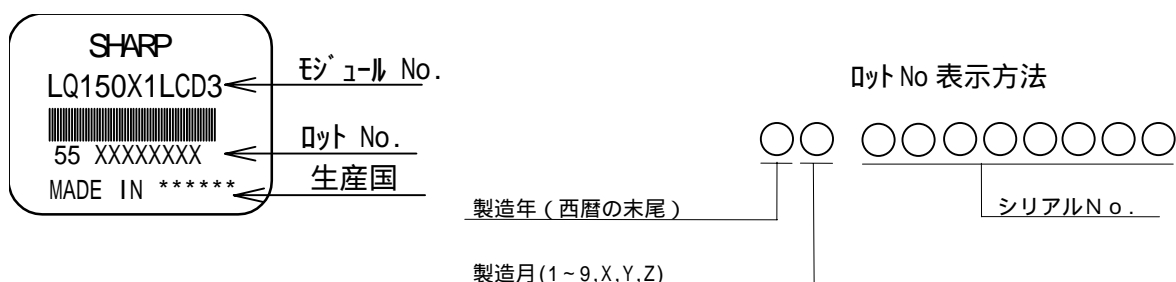 SHARP
LQ150X1LCD3
55 XXXXXXXX
MADE IN ******
ﾓｼﾞｭｰﾙ No.
ﾛｯﾄ No.
生産国
ﾛｯﾄ No 表示方法
○○ ○○○○○○○○
製造年(西暦の末尾)
シリアルＮｏ.
製造月(1~9,X,Y,Z)